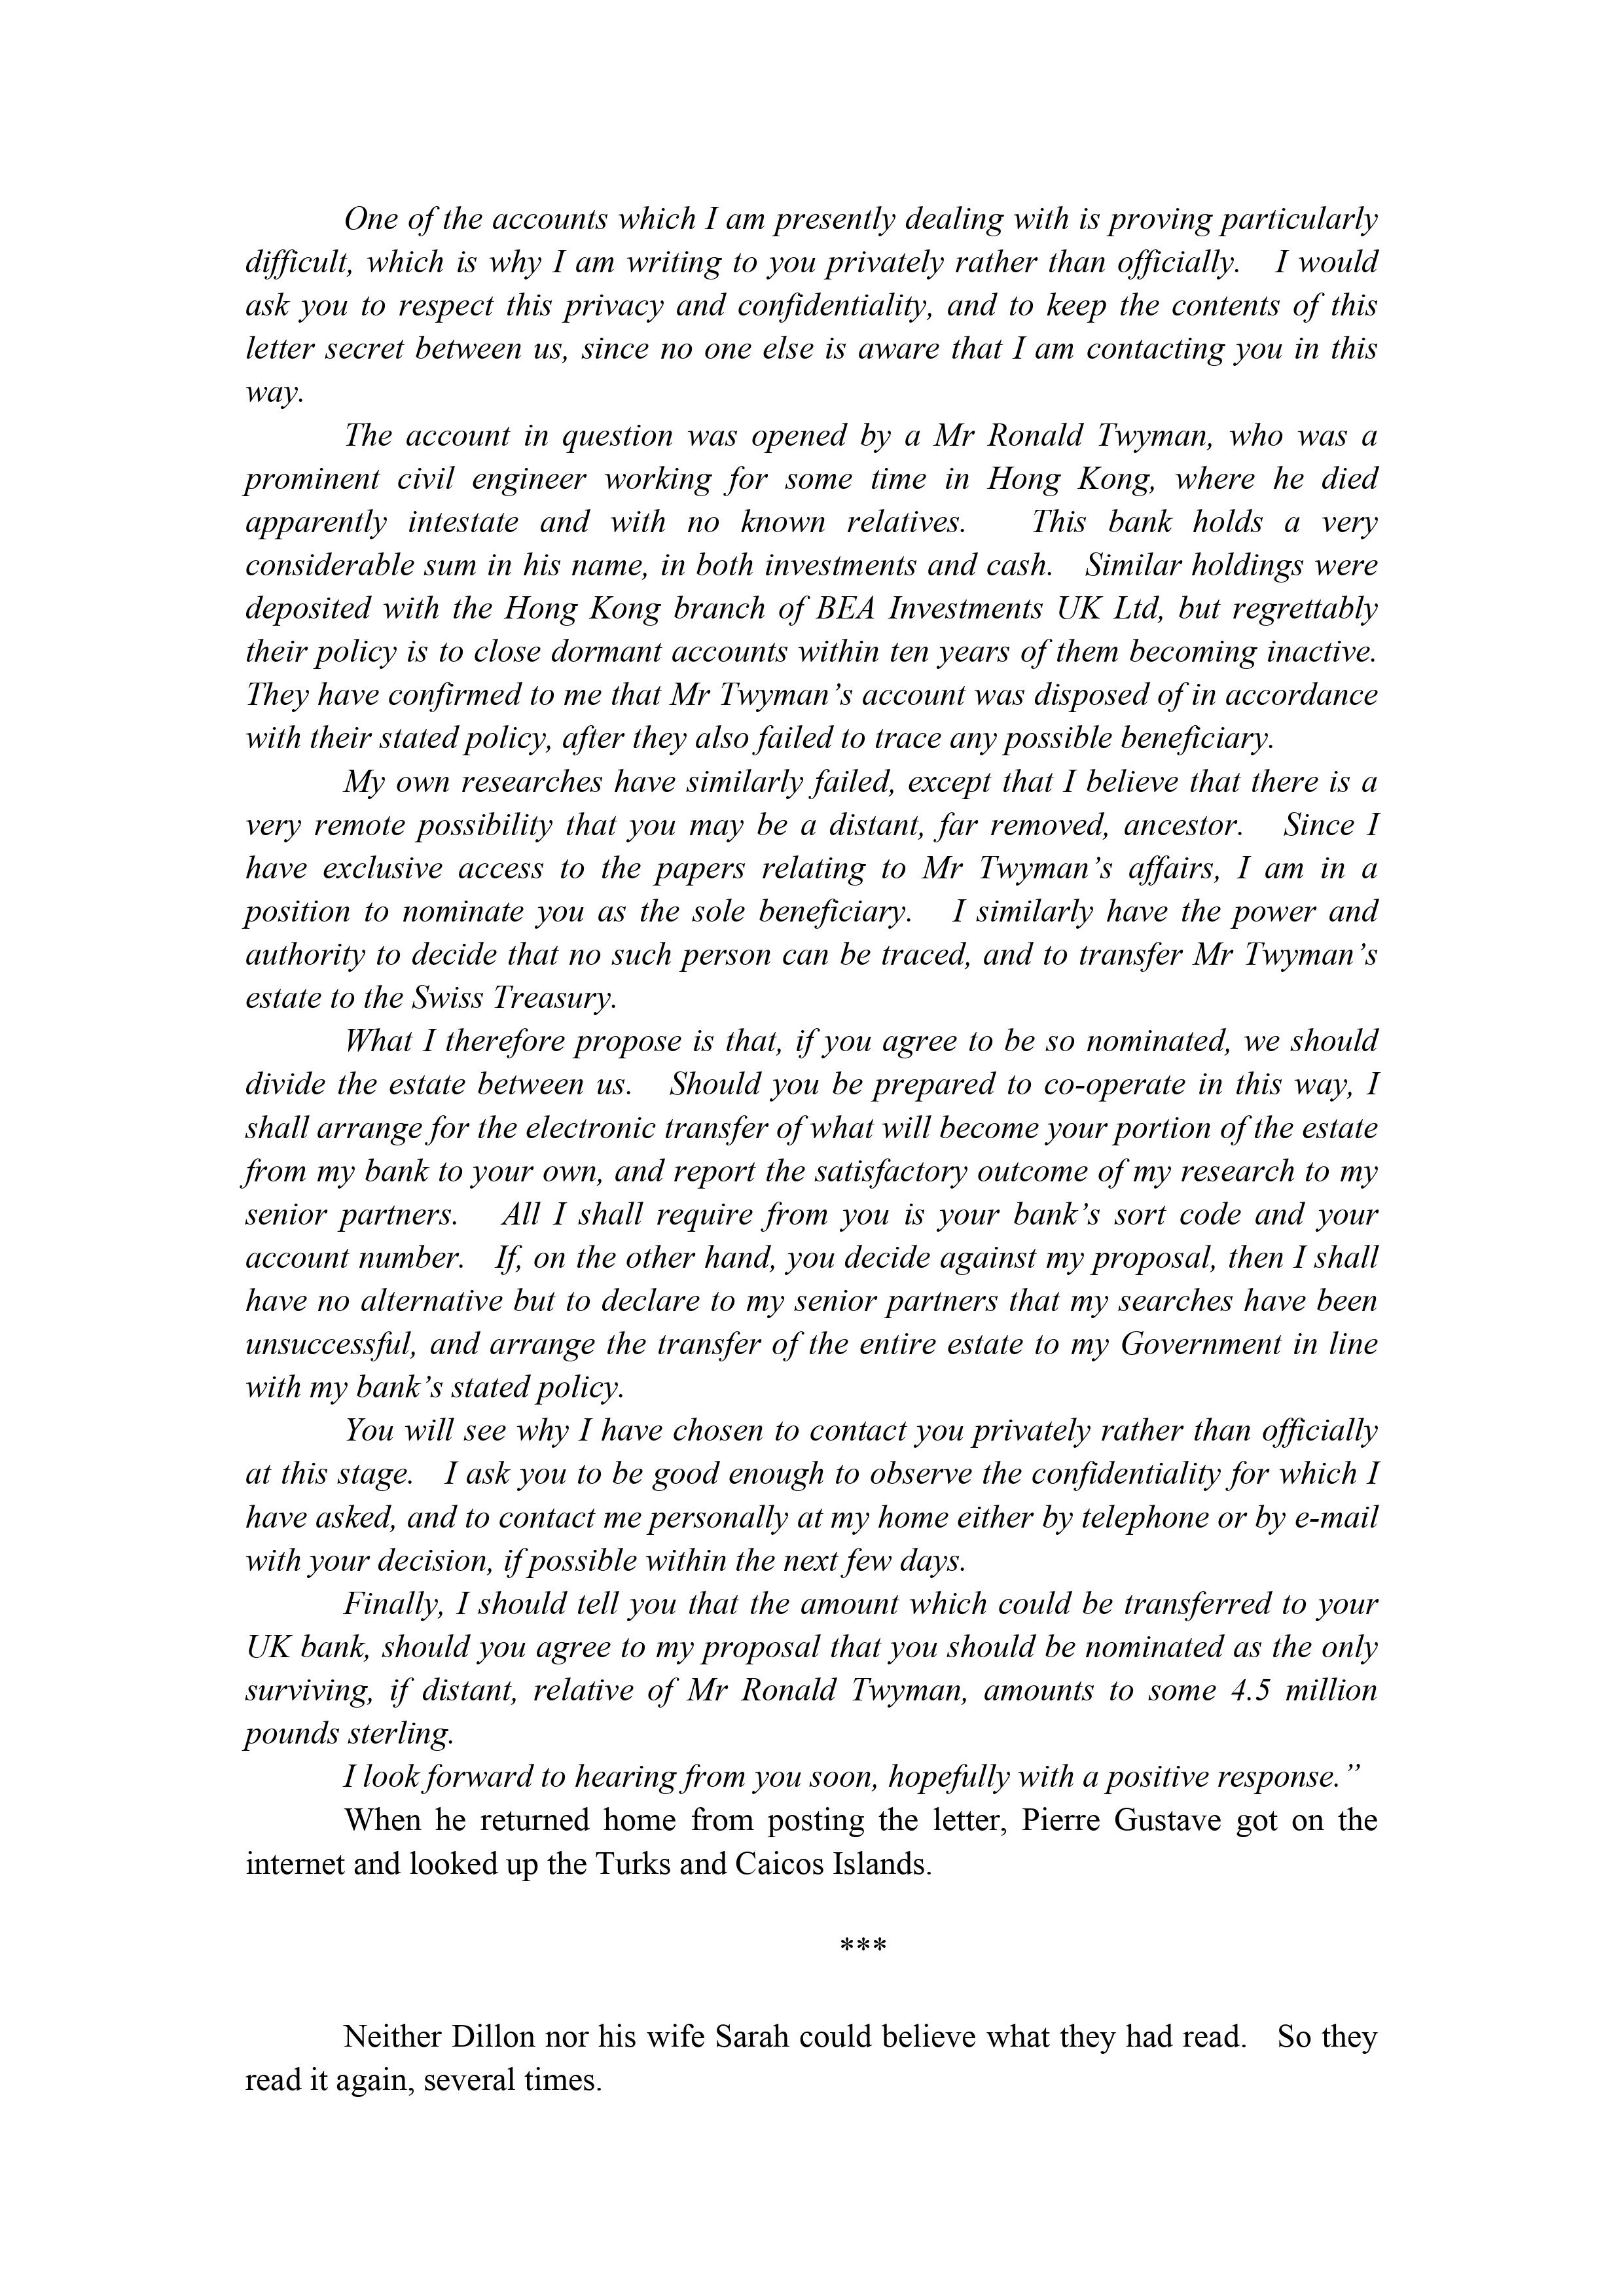 One of the accounts which I am presently dealing with is proving particularly
difficult, which is why I am writing to you privately rather than officially. I would
ask you to respect this privacy and confidentiality, and to keep the contents of this
letter secret between us, since no one else is aware that I am contacting you in this
way.
The account in question was opened by a Mr Ronald Twyman, who was a
prominent civil engineer working for some time in Hong Kong, where he died
apparently intestate and with no known relatives. This bank holds a very
considerable sum in his name, in both investments and cash. Similar holdings were
deposited with the Hong Kong branch of BEA Investments UK Ltd, but regrettably
their policy is to close dormant accounts within ten years of them becoming inactive.
They have confirmed to me that Mr Twyman’s account was disposed of in accordance
with their stated policy, after they also failed to trace any possible beneficiary.
My own researches have similarly failed, except that I believe that there is a
very remote possibility that you may be a distant, far removed, ancestor. Since I
have exclusive access to the papers relating to Mr Twyman’s affairs, I am in a
position to nominate you as the sole beneficiary. I similarly have the power and
authority to decide that no such person can be traced, and to transfer Mr Twyman’s
estate to the Swiss Treasury.
What I therefore propose is that, if you agree to be so nominated, we should
divide the estate between us. Should you be prepared to co-operate in this way, I
shall arrange for the electronic transfer of what will become your portion of the estate
from my bank to your own, and report the satisfactory outcome of my research to my
senior partners. All I shall require from you is your bank’s sort code and your
account number. If, on the other hand, you decide against my proposal, then I shall
have no alternative but to declare to my senior partners that my searches have been
unsuccessful, and arrange the transfer of the entire estate to my Government in line
with my bank’s stated policy.
You will see why I have chosen to contact you privately rather than officially
at this stage. I ask you to be good enough to observe the confidentiality for which I
have asked, and to contact me personally at my home either by telephone or by e-mail
with your decision, if possible within the next few days.
Finally, I should tell you that the amount which could be transferred to your
UK bank, should you agree to my proposal that you should be nominated as the only
surviving, if distant, relative of Mr Ronald Twyman, amounts to some 4.5 million
pounds sterling.
I look forward to hearing from you soon, hopefully with a positive response.”
When he returned home from posting the letter, Pierre Gustave got on the
internet and looked up the Turks and Caicos Islands.
***
Neither Dillon nor his wife Sarah could believe what they had read. So they
read it again, several times.